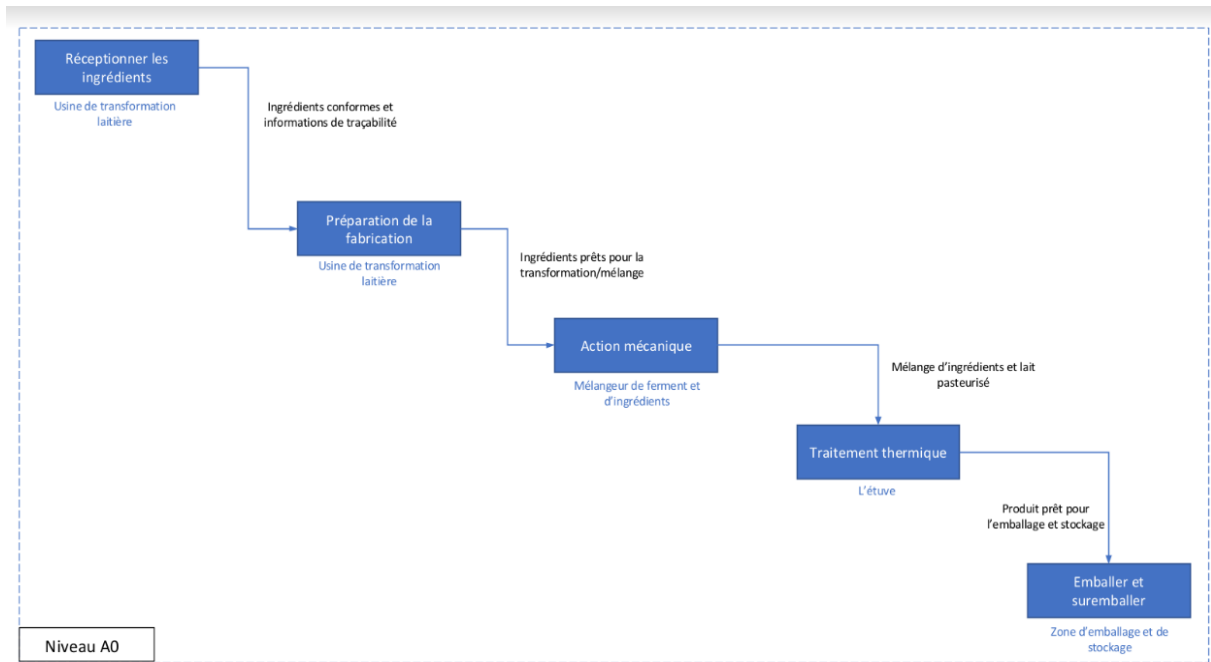 Réceptionner les
ingrédients
Usine de transformation
laitière
Ingrédients conformes et
informations de traçabilité
Préparation de la
fabrication
Usine de transformation
laitière
Ingrédients prêts pour la
transformation/mélange
Action mécanique
Mélangeur de ferment et
d'ingrédients
Mélange d'ingrédients et lait
pasteurisé
Traitement thermique
L'étuve
Produit prêt pour
l'emballage et stockage
Emballer et
suremballer
Zone d'emballage et de
stockage
Niveau A0